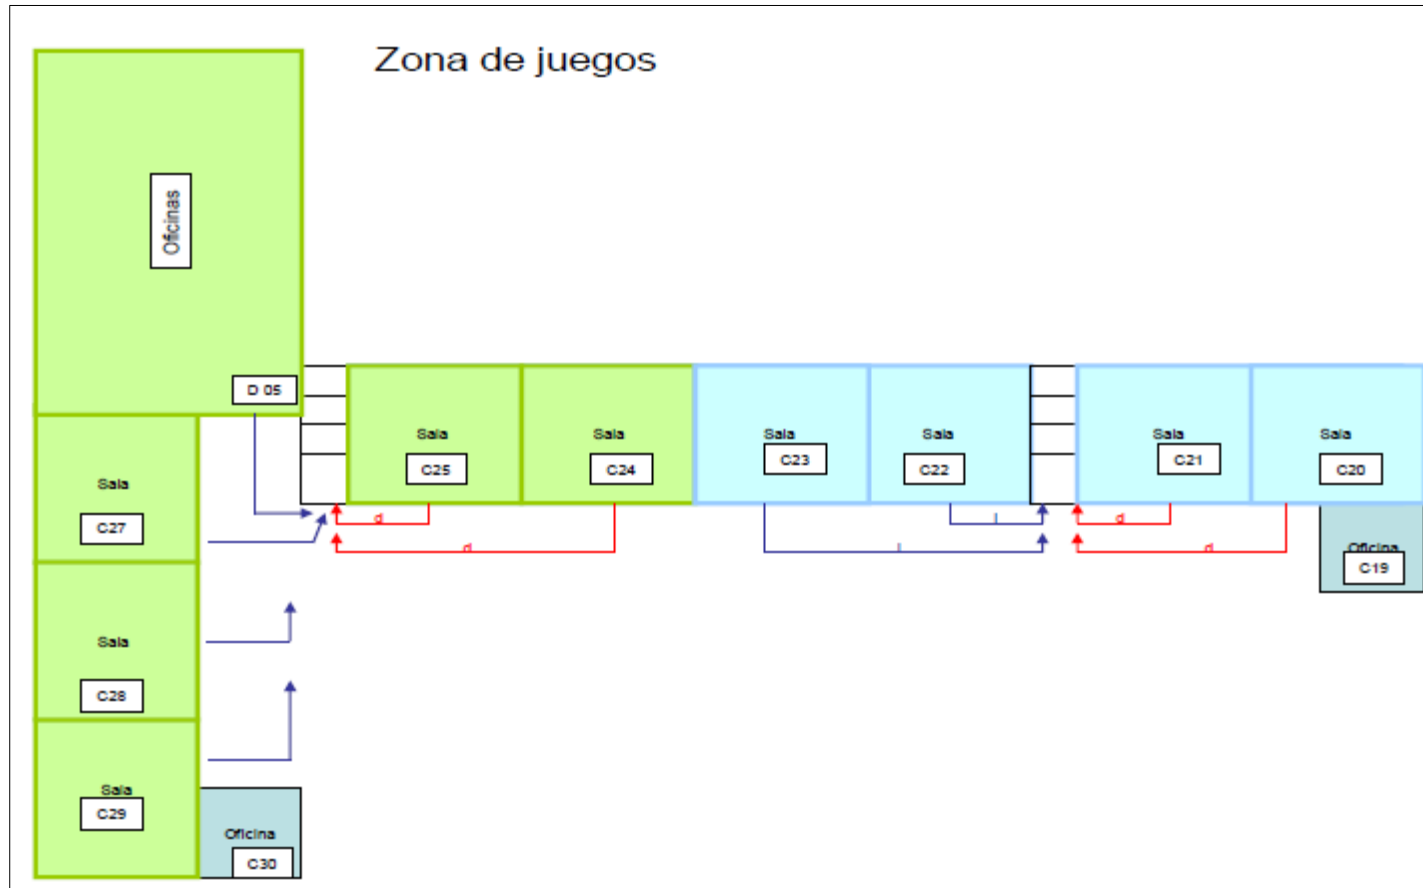 Zona de juegos
Oficinas
D 05
Sala
C25
Sala
C24
Sala
C23
Sala
C22
Sala
C21
Sala
C20
d
d
i
i
d
d
Oficina
C19
Sala
C27
Sala
C28
Sala
C29
Oficina
C30